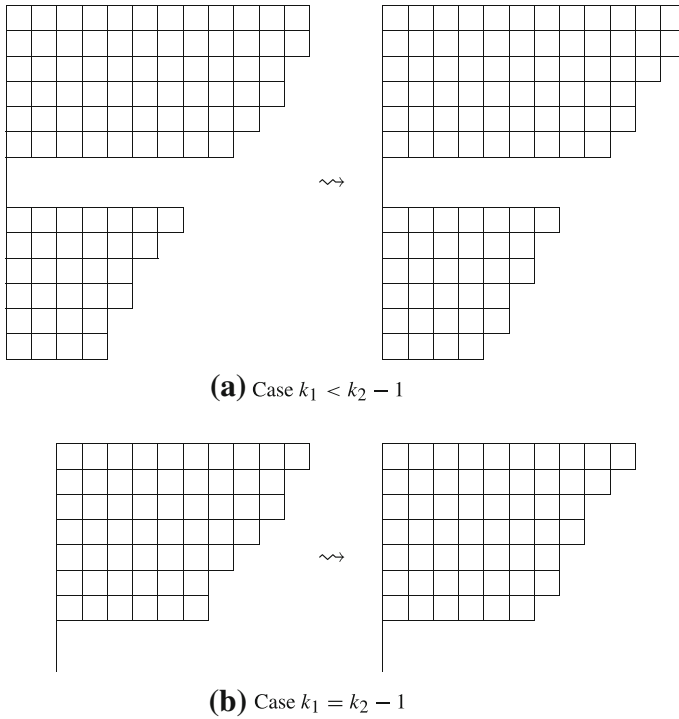 ⇝
(a) Case k₁ < k₂ − 1
⇝
(b) Case k₁ = k₂ − 1